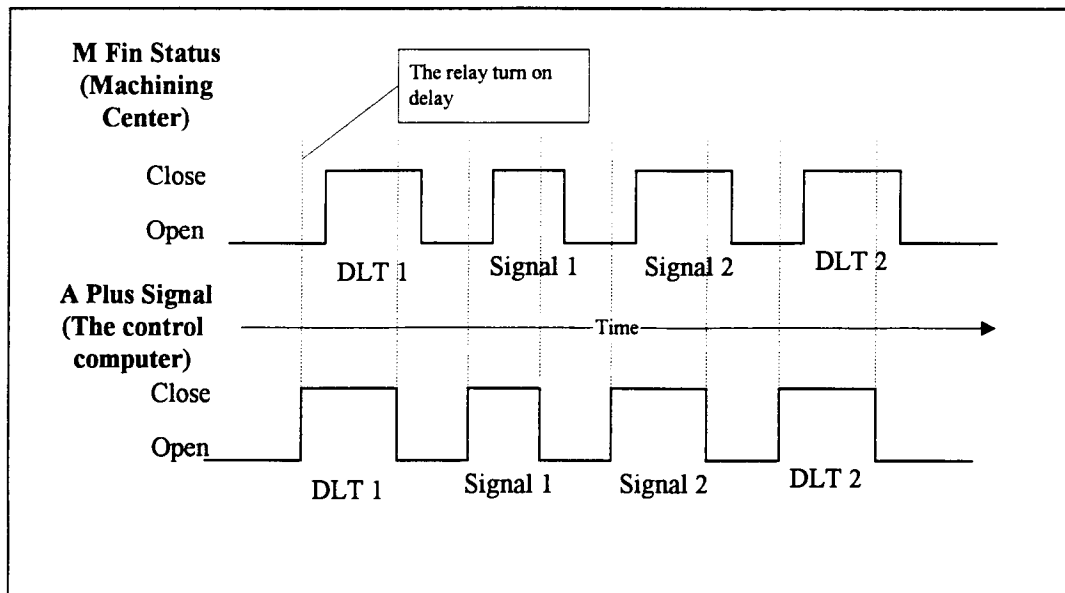 M Fin Status
(Machining
Center)
The relay turn on
delay
Close
Open
DLT 1
Signal 1
Signal 2
DLT 2
A Plus Signal
(The control
computer)
Time
Close
Open
DLT 1
Signal 1
Signal 2
DLT 2